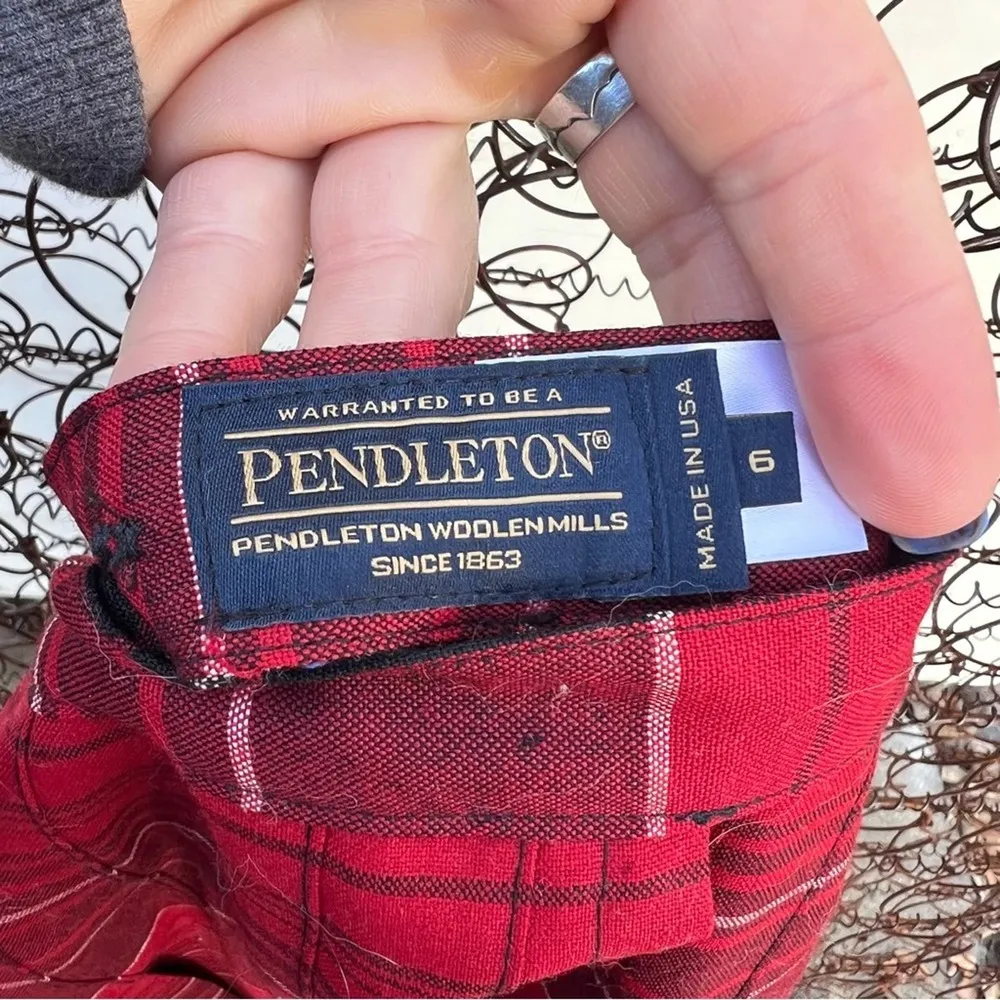 WARRANTED TO BE A
PENDLETON®
PENDLETON WOOLEN MILLS
SINCE 1863
MADE IN USA
6